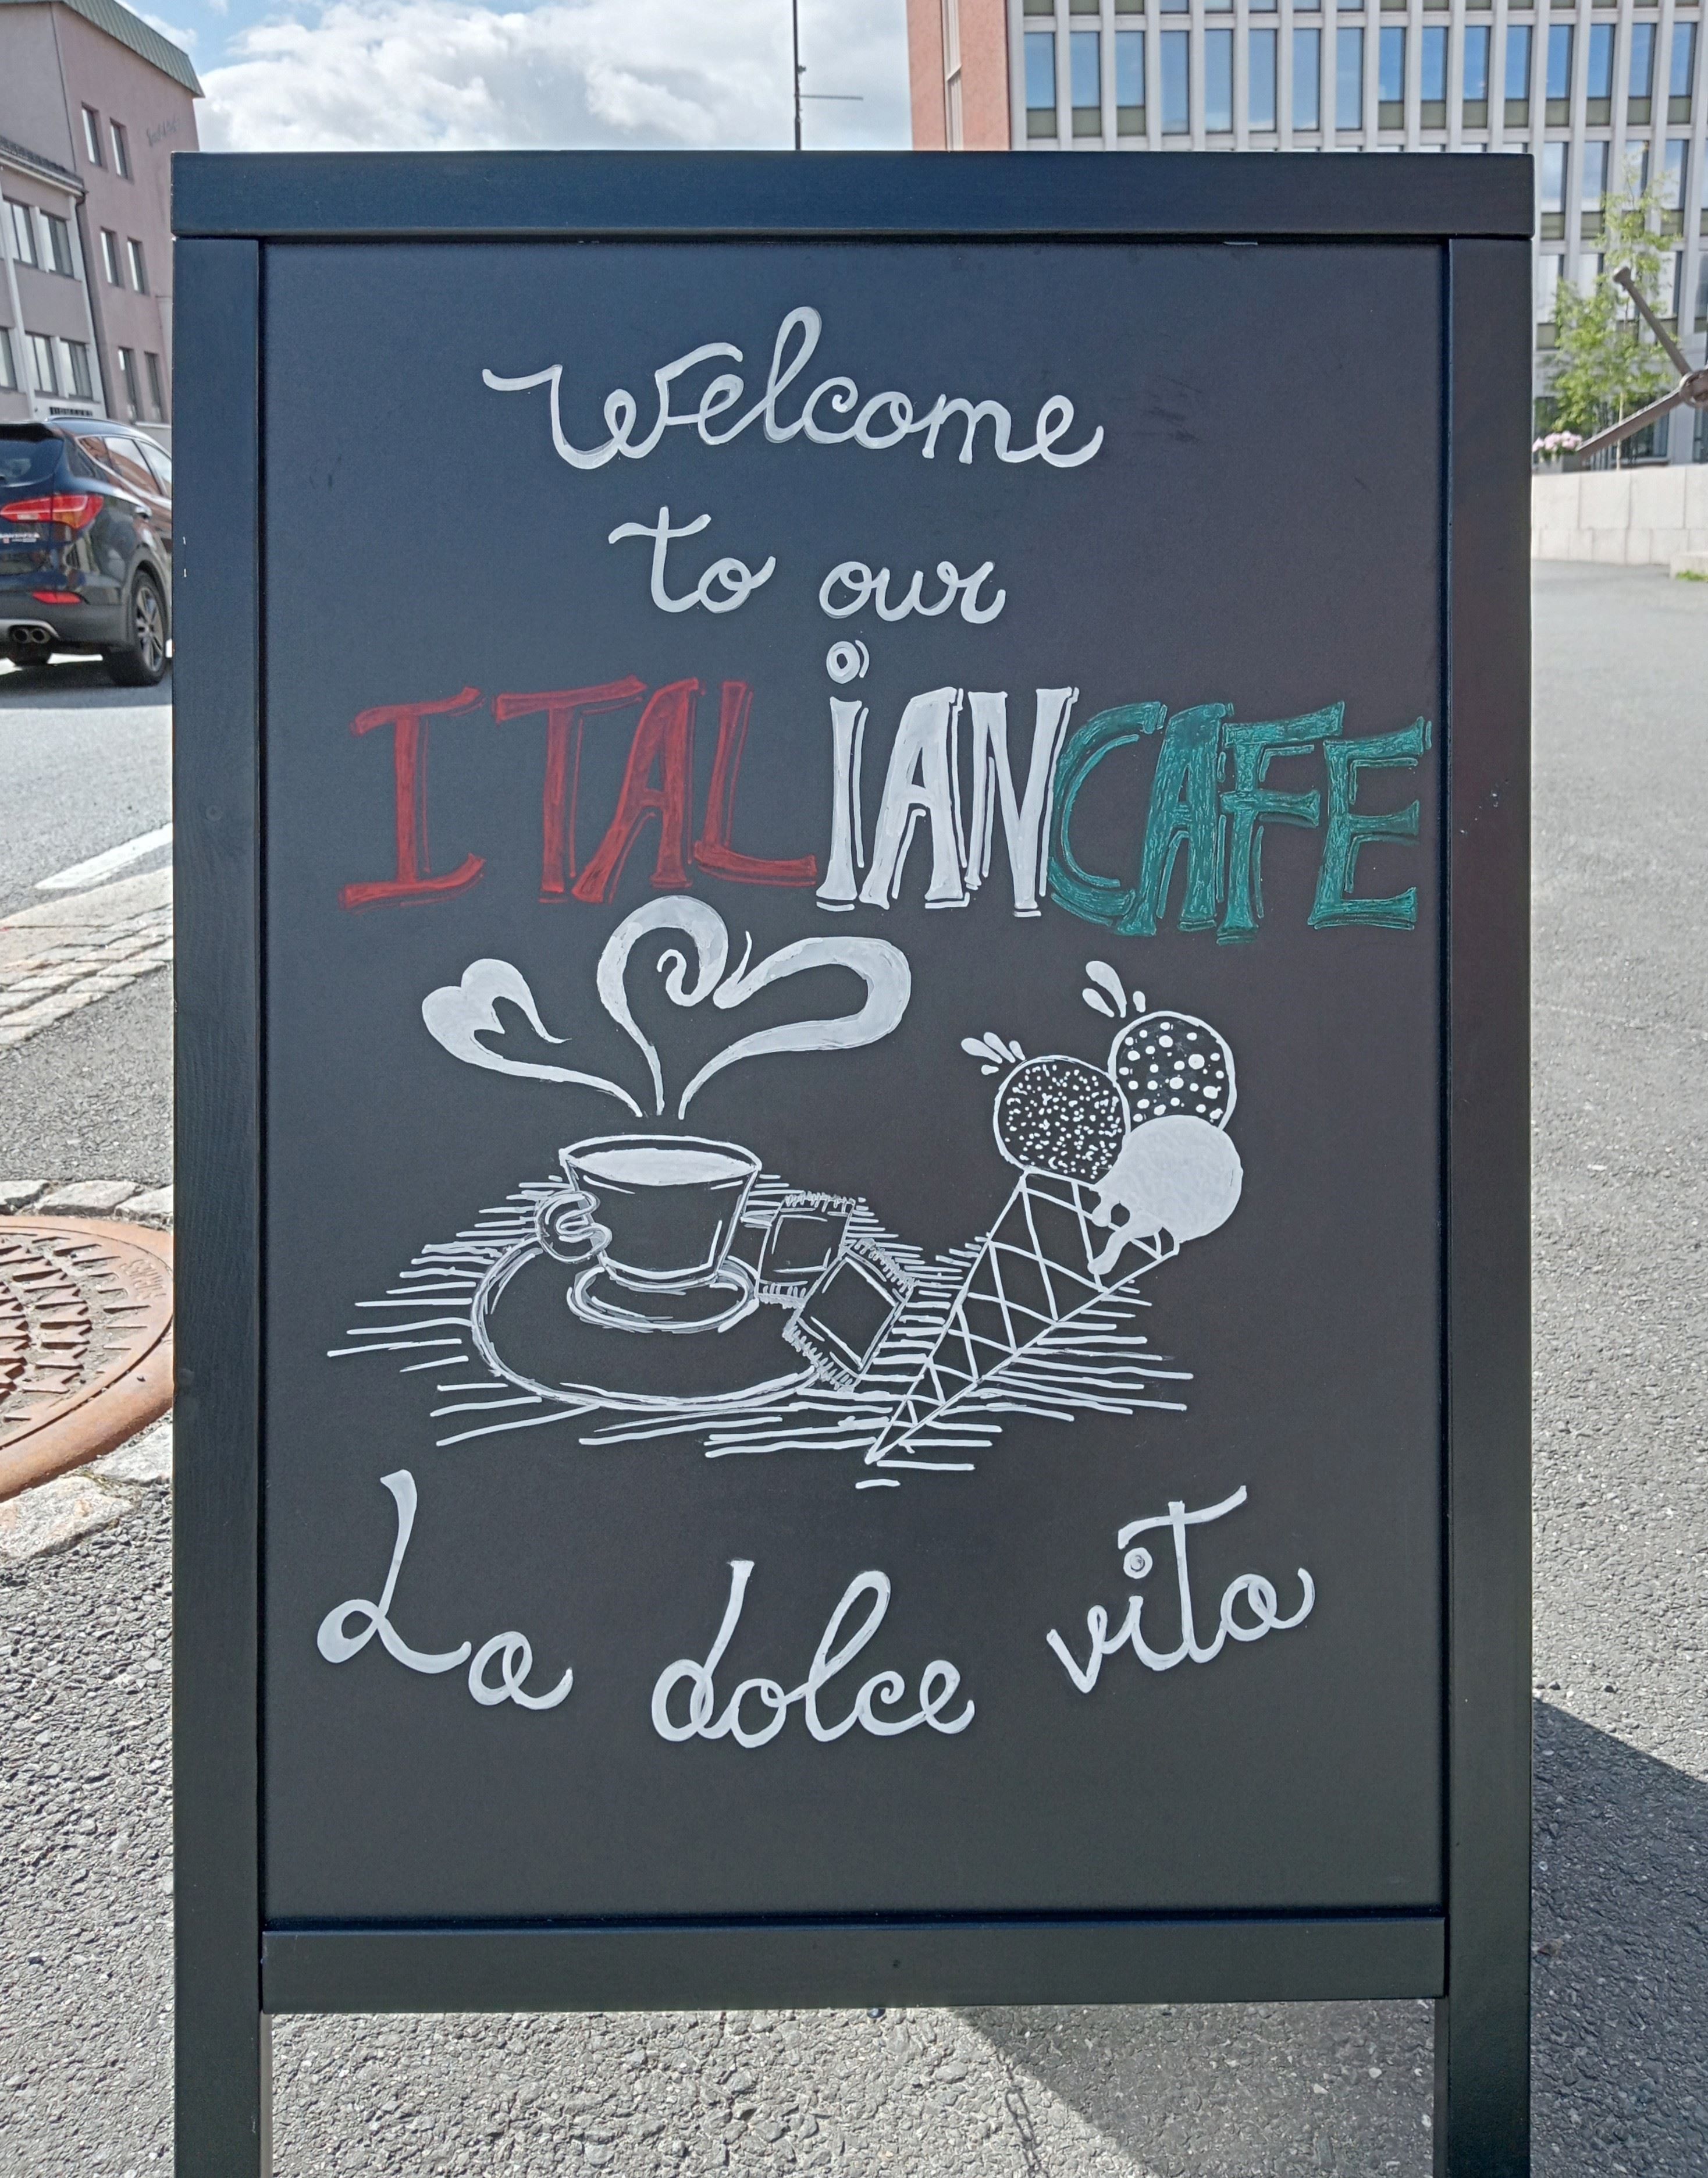 Welcome
to our
ITALiANCAFE
La dolce vita